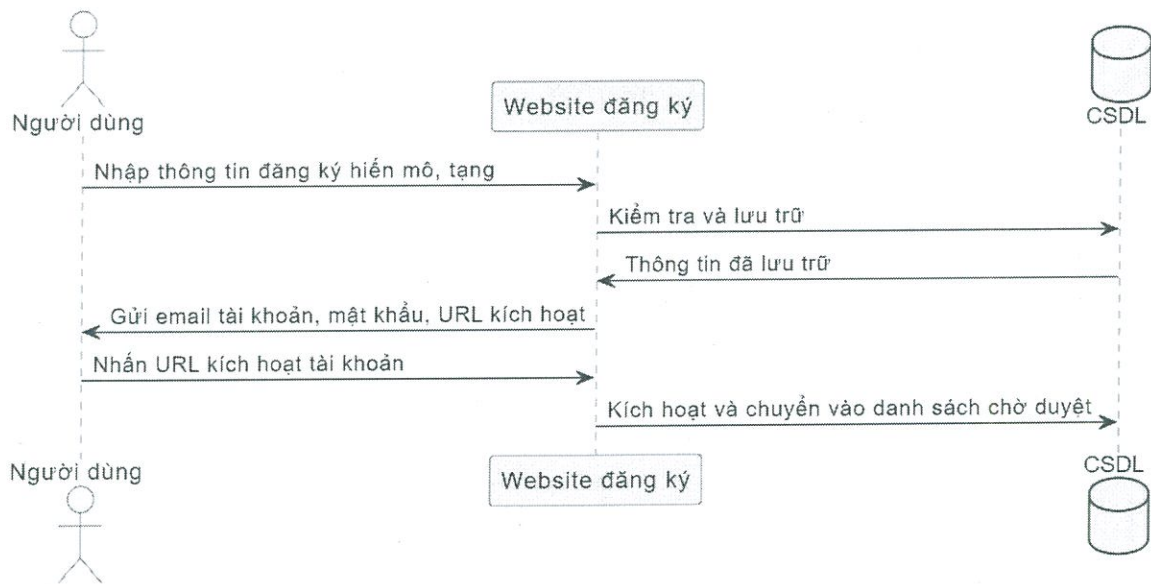 Người dùng
Website đăng ký
CSDL
Nhập thông tin đăng ký hiến mô, tạng
Kiểm tra và lưu trữ
Thông tin đã lưu trữ
Gửi email tài khoản, mật khẩu, URL kích hoạt
Nhấn URL kích hoạt tài khoản
Kích hoạt và chuyển vào danh sách chờ duyệt
Người dùng
Website đăng ký
CSDL